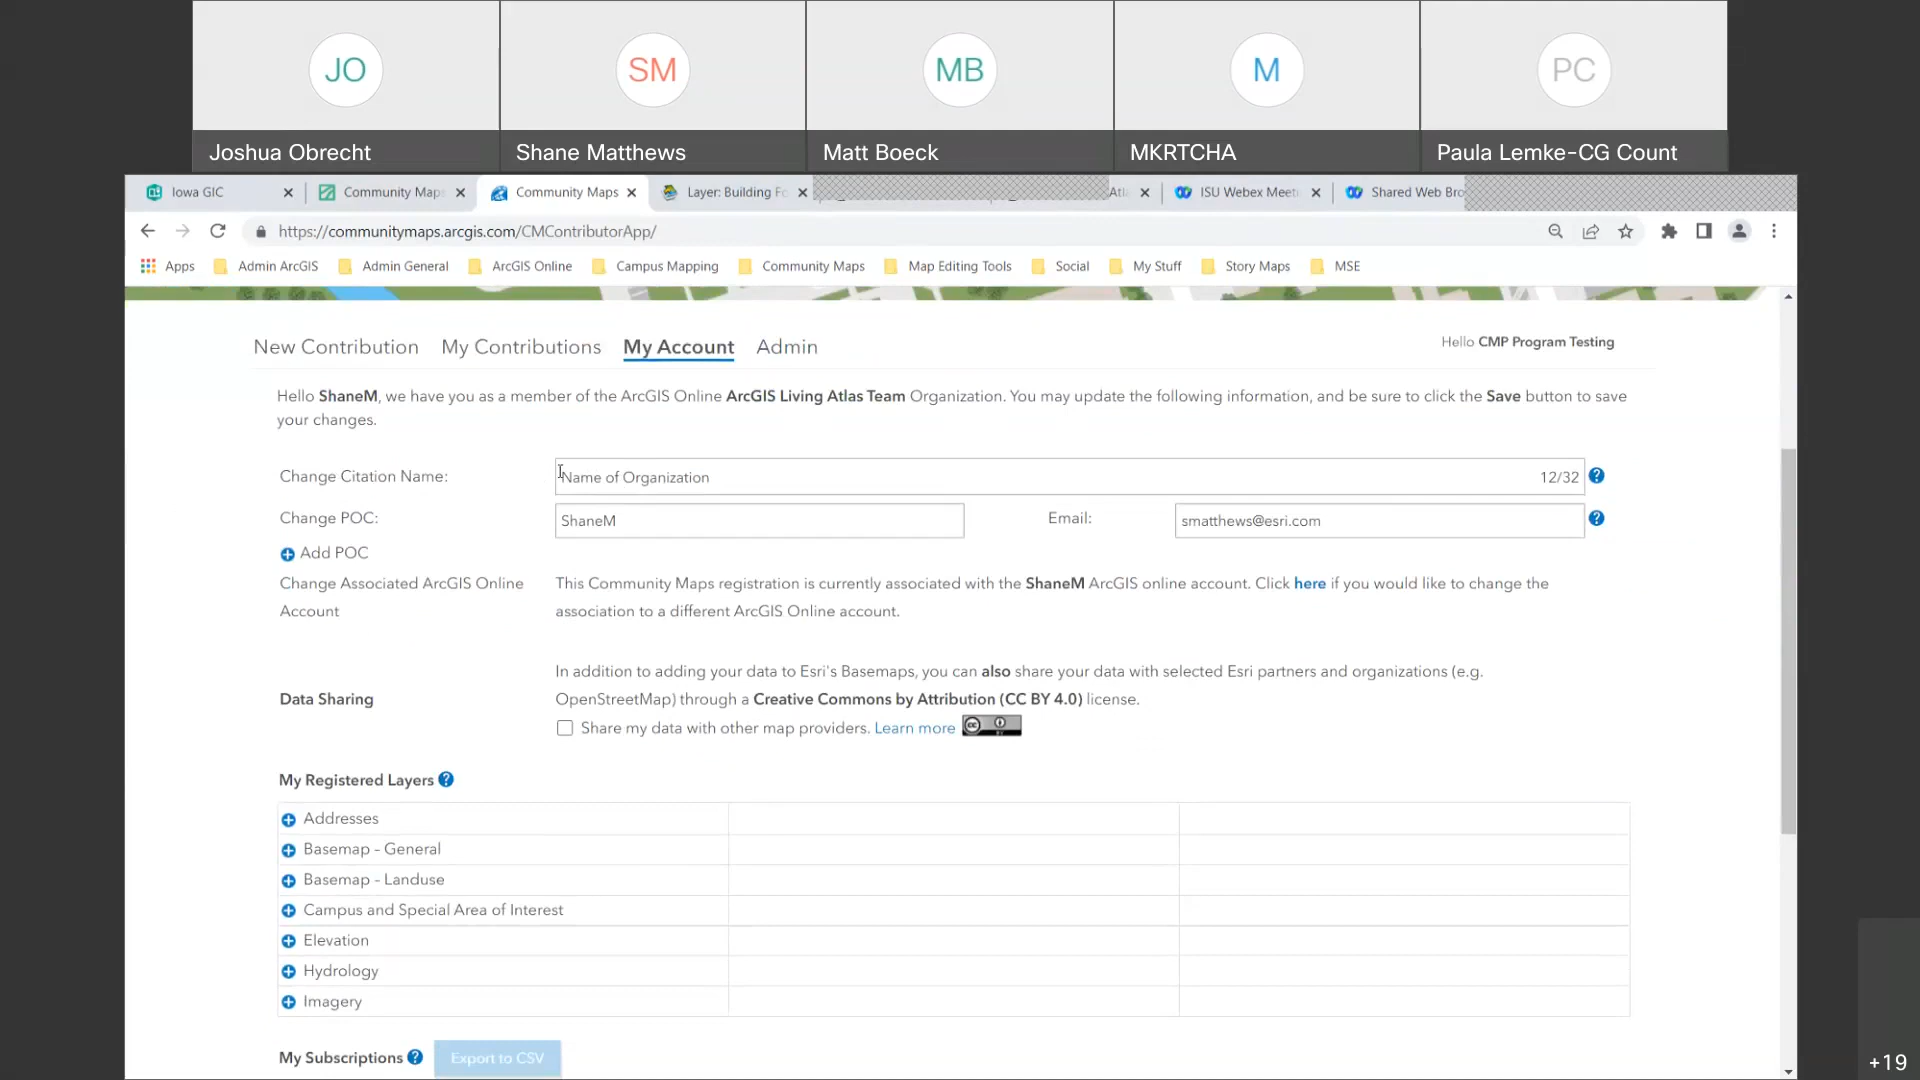 JO
SM
MB
M
PC
Joshua Obrecht
Shane Matthews
Matt Boeck
MKRTCHA
Paula Lemke-CG Count
Iowa GIC
Community Map
Community Maps
Layer: Building Fo
Atl
ISU Webex Meet
Shared Web Bro
https://communitymaps.arcgis.com/CMContributorApp/
Apps
Admin ArcGIS
Admin General
ArcGIS Online
Campus Mapping
Community Maps
Map Editing Tools
Social
My Stuff
Story Maps
MSE
New Contribution
My Contributions
My Account
Admin
Hello CMP Program Testing
Hello ShaneM, we have you as a member of the ArcGIS Online ArcGIS Living Atlas Team Organization. You may update the following information, and be sure to click the Save button to save
your changes.
Change Citation Name:
Name of Organization
12/32
Change POC:
ShaneM
Email:
smatthews@esri.com
Add POC
Change Associated ArcGIS Online
Account
This Community Maps registration is currently associated with the ShaneM ArcGIS online account. Click here if you would like to change the
association to a different ArcGIS Online account.
Data Sharing
In addition to adding your data to Esri's Basemaps, you can also share your data with selected Esri partners and organizations (e.g.
OpenStreetMap) through a Creative Commons by Attribution (CC BY 4.0) license.
Share my data with other map providers. Learn more
cc
BY
My Registered Layers
Addresses
Basemap - General
Basemap - Landuse
Campus and Special Area of Interest
Elevation
Hydrology
Imagery
My Subscriptions
Export to CSV
+19